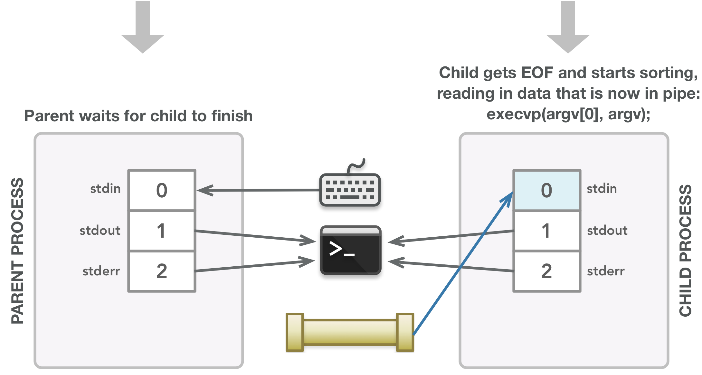 Child gets EOF and starts sorting,
reading in data that is now in pipe:
execvp(argv[0], argv);
Parent waits for child to finish
PARENT PROCESS
stdin 0
stdout 1
stderr 2
>_
0 stdin
1 stdout
2 stderr
CHILD PROCESS